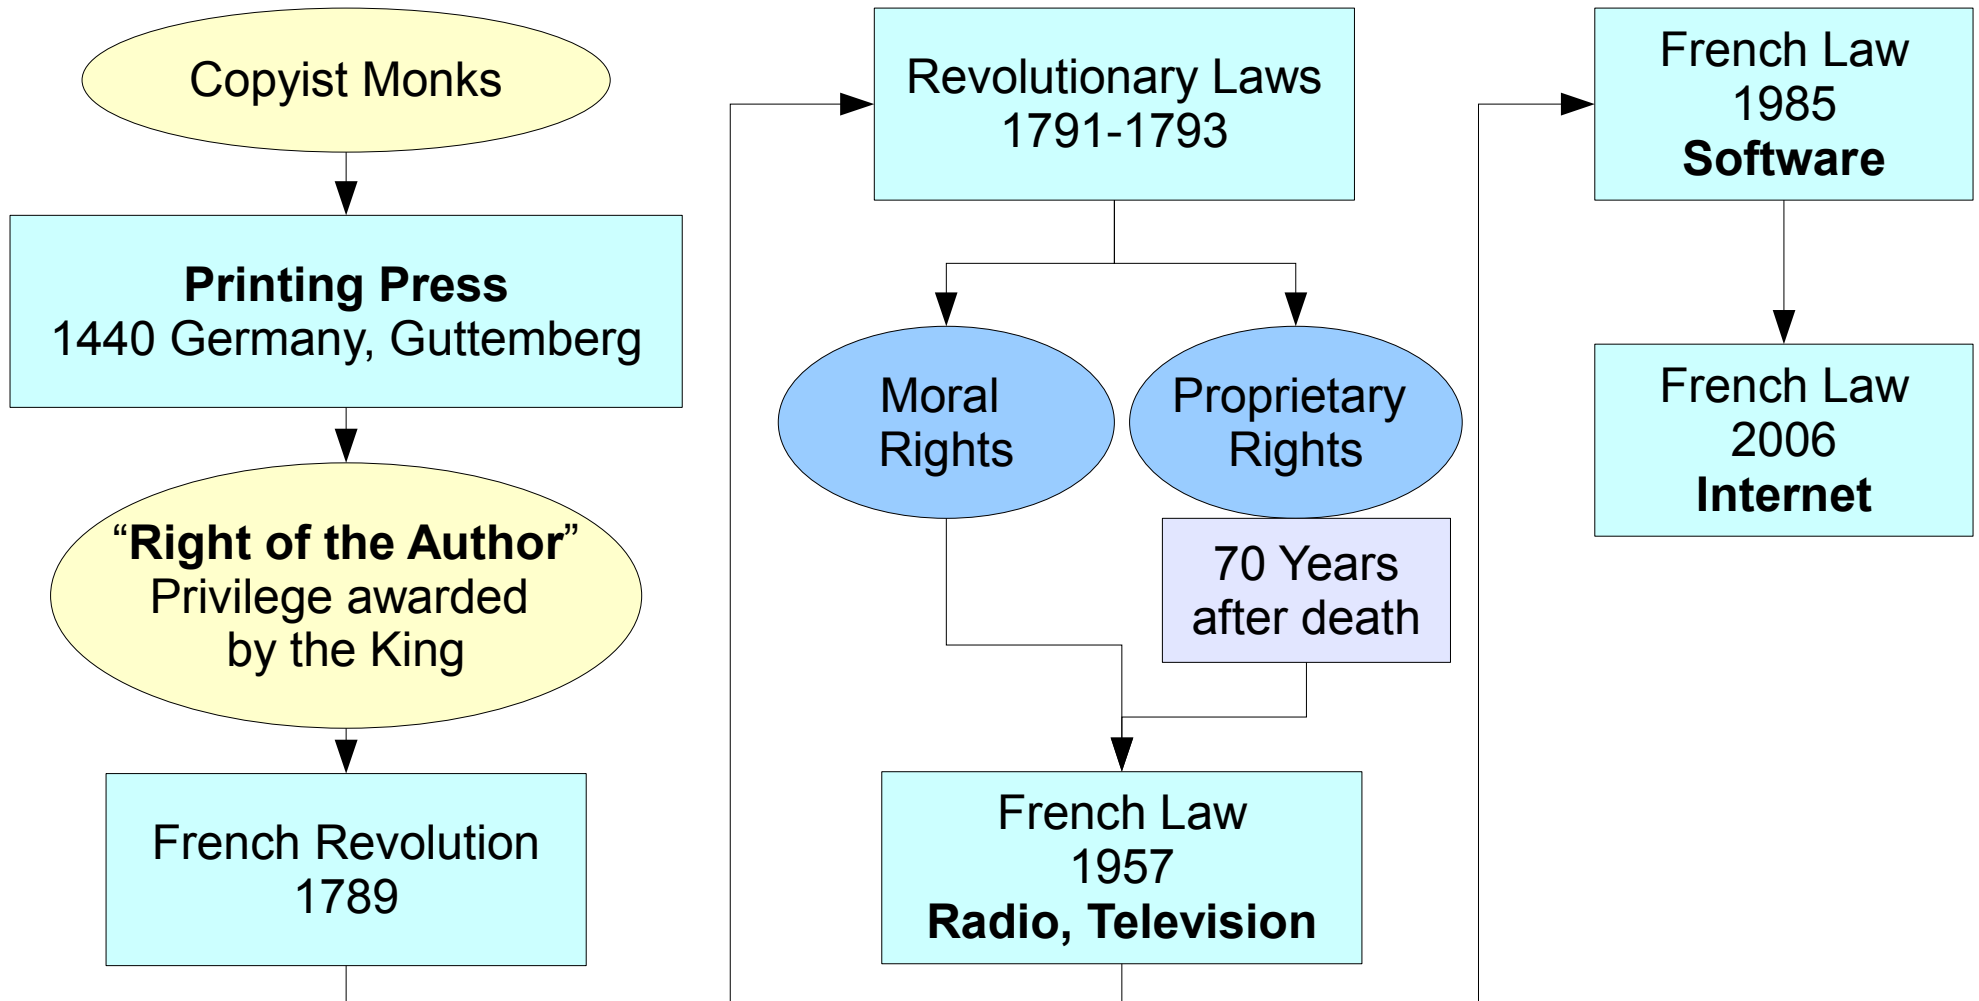 Copyist Monks
Printing Press
1440 Germany, Guttemberg
“Right of the Author”
Privilege awarded
by the King
French Revolution
1789
Revolutionary Laws
1791-1793
Moral
Rights
Proprietary
Rights
70 Years
after death
French Law
1957
Radio, Television
French Law
1985
Software
French Law
2006
Internet